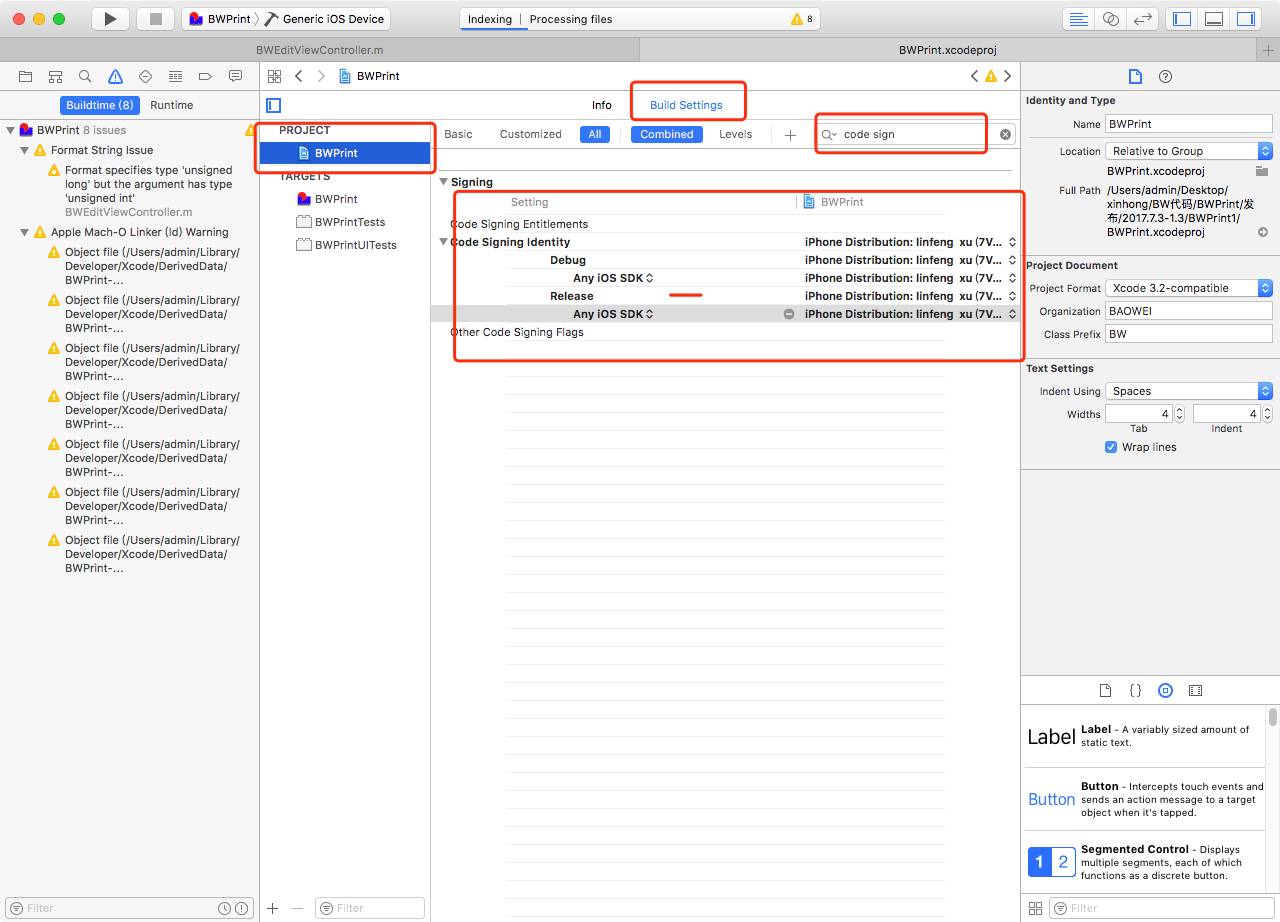 BWPrint
Generic iOS Device
Indexing
Processing files
8
BWEditViewController.m
BWPrint.xcodeproj
BWPrint
Buildtime (8)
Runtime
BWPrint 8 issues
Format String Issue
Format specifies type 'unsigned
long' but the argument has type
'unsigned int'
BWEditViewController.m
Apple Mach-O Linker (ld) Warning
Object file (/Users/admin/Library/
Developer/Xcode/DerivedData/
BWPrint-...
Object file (/Users/admin/Library/
Developer/Xcode/DerivedData/
BWPrint-...
Object file (/Users/admin/Library/
Developer/Xcode/DerivedData/
BWPrint-...
Object file (/Users/admin/Library/
Developer/Xcode/DerivedData/
BWPrint-...
Object file (/Users/admin/Library/
Developer/Xcode/DerivedData/
BWPrint-...
Object file (/Users/admin/Library/
Developer/Xcode/DerivedData/
BWPrint-...
Object file (/Users/admin/Library/
Developer/Xcode/DerivedData/
BWPrint-...
Filter
Info
Build Settings
PROJECT
BWPrint
TARGETS
BWPrint
BWPrintTests
BWPrintUITests
Filter
Basic
Customized
All
Combined
Levels
code sign
Signing
Setting
BWPrint
Code Signing Entitlements
Code Signing Identity
iPhone Distribution: linfeng xu (7V...
Debug
iPhone Distribution: linfeng xu (7V...
Any iOS SDK
iPhone Distribution: linfeng xu (7V...
Release
iPhone Distribution: linfeng xu (7V...
Any iOS SDK
iPhone Distribution: linfeng xu (7V...
Other Code Signing Flags
Identity and Type
Name
BWPrint
Location
Relative to Group
BWPrint.xcodeproj
Full Path
/Users/admin/Desktop/
xinhong/BW代码/BWPrint/发
布/2017.7.3-1.3/BWPrint1/
BWPrint.xcodeproj
Project Document
Project Format
Xcode 3.2-compatible
Organization
BAOWEI
Class Prefix
BW
Text Settings
Indent Using
Spaces
Widths
4
4
Tab
Indent
Wrap lines
Label
Label - A variably sized amount of
static text.
Button
Button - Intercepts touch events and
sends an action message to a target
object when it's tapped.
1 2
Segmented Control - Displays
multiple segments, each of which
functions as a discrete button.
Filter